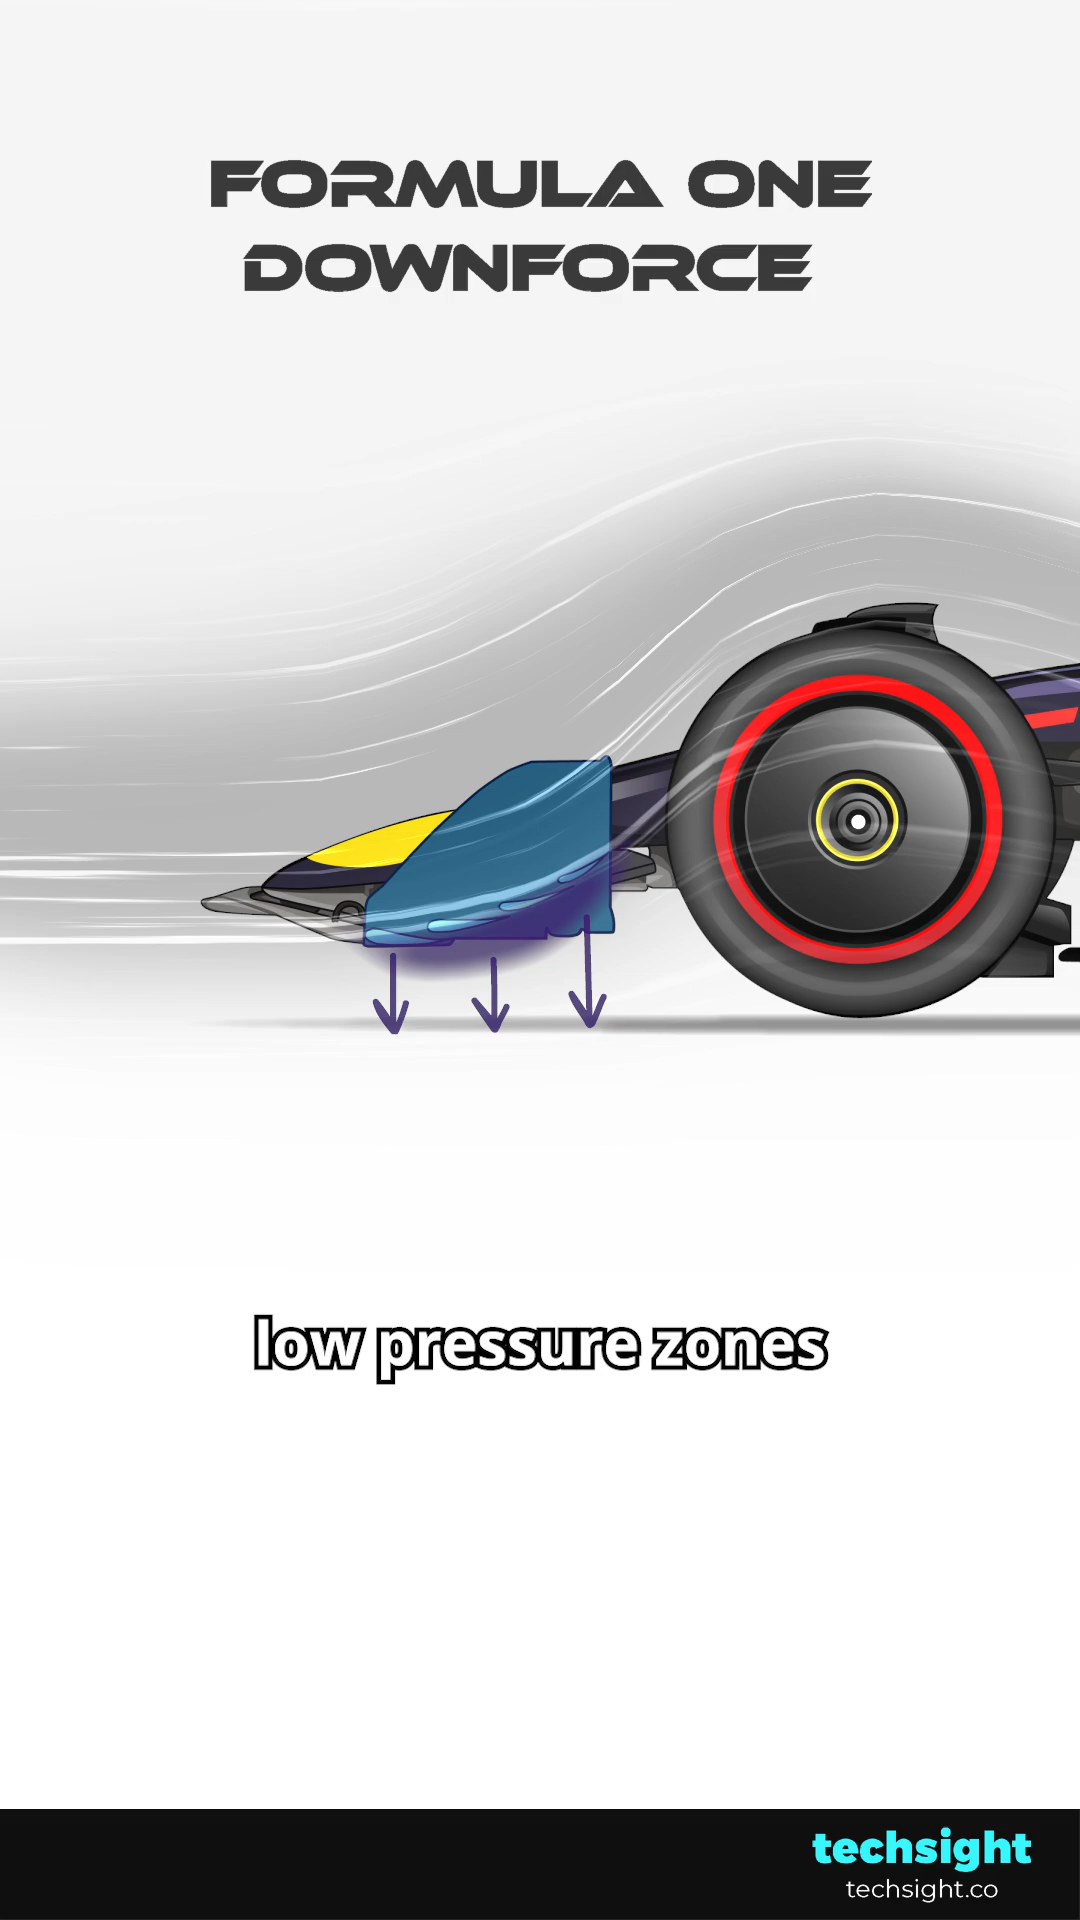 FORMULA ONE
DOWNFORCE
low pressure zones
techsight
techsight.co